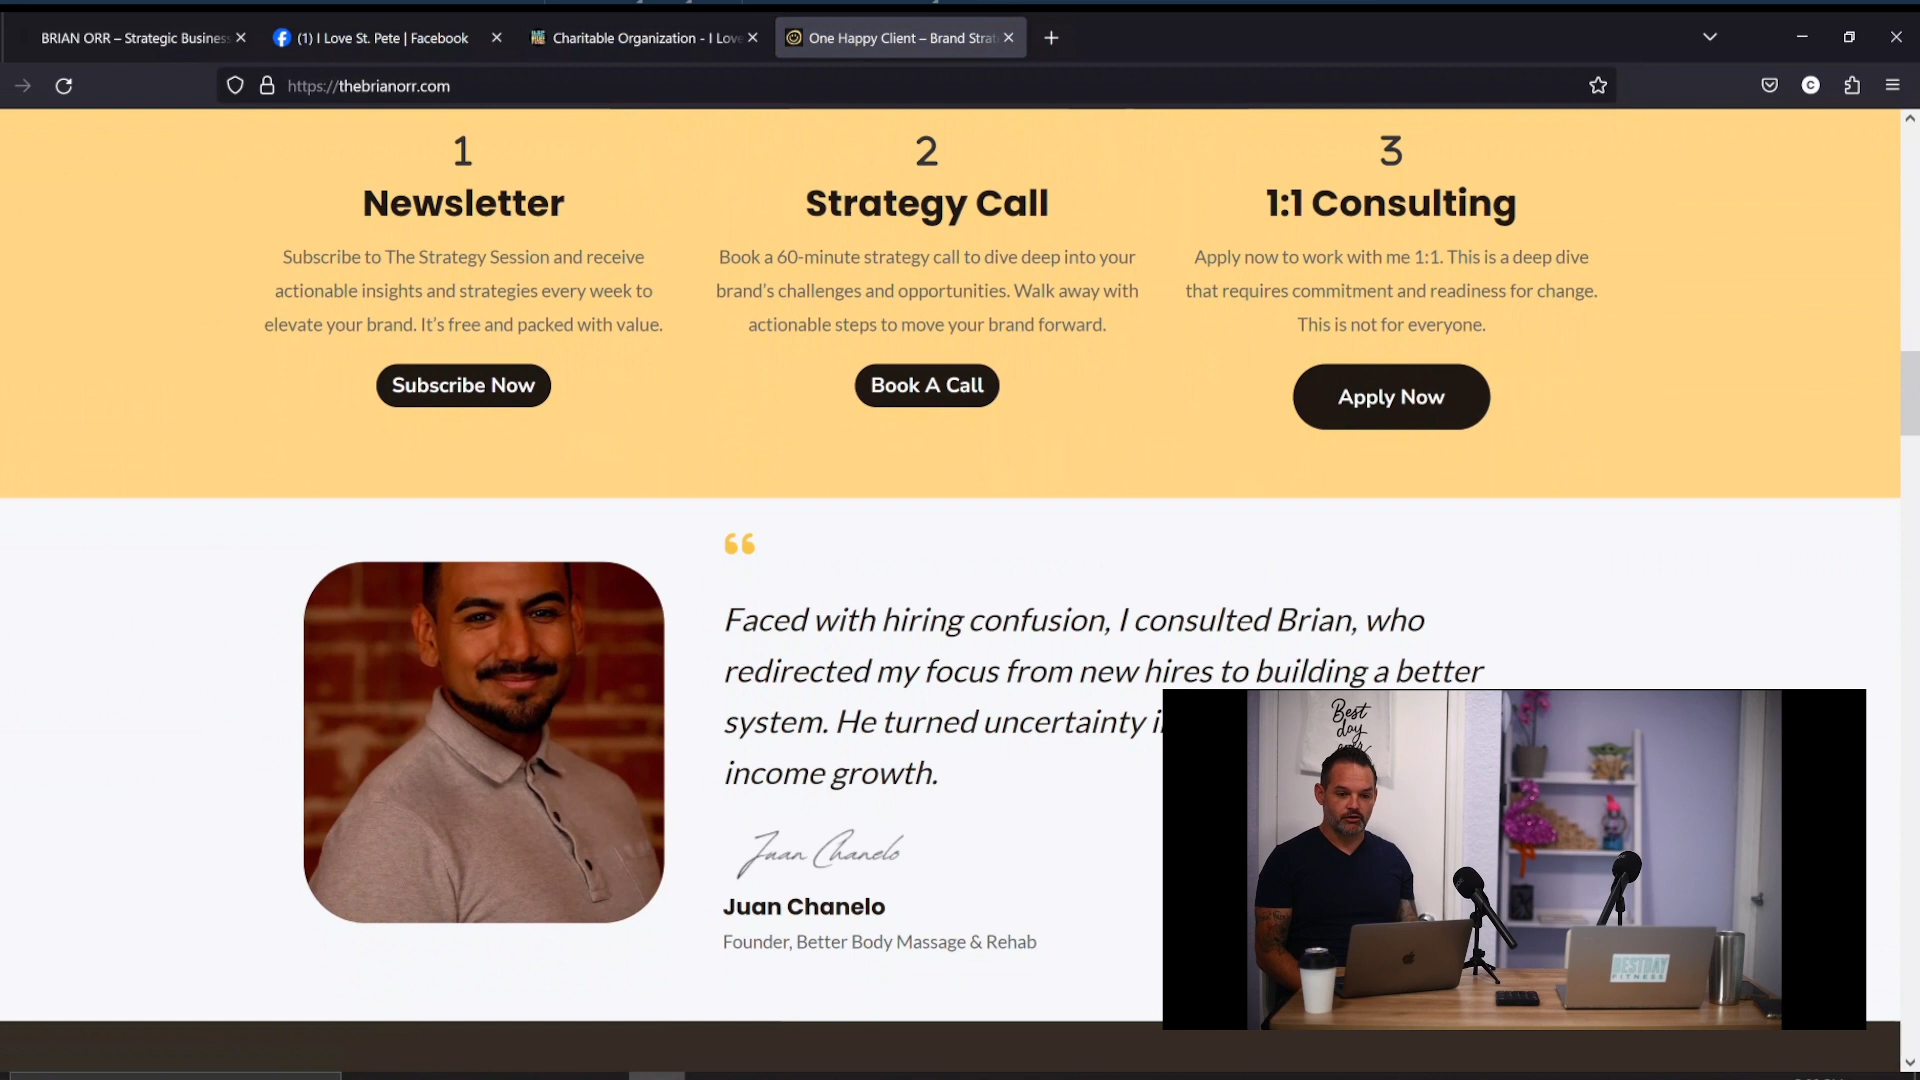 BRIAN ORR – Strategic Business
(1) I Love St. Pete | Facebook
Charitable Organization - I Love
One Happy Client – Brand Strat
https://thebrianorr.com
1
Newsletter
Subscribe to The Strategy Session and receive
actionable insights and strategies every week to
elevate your brand. It’s free and packed with value.
Subscribe Now
2
Strategy Call
Book a 60-minute strategy call to dive deep into your
brand’s challenges and opportunities. Walk away with
actionable steps to move your brand forward.
Book A Call
3
1:1 Consulting
Apply now to work with me 1:1. This is a deep dive
that requires commitment and readiness for change.
This is not for everyone.
Apply Now
“
Faced with hiring confusion, I consulted Brian, who
redirected my focus from new hires to building a better
system. He turned uncertainty i
income growth.
Juan Chanelo
Juan Chanelo
Founder, Better Body Massage & Rehab
Best
day
ever
BESTDAY
FITNESS